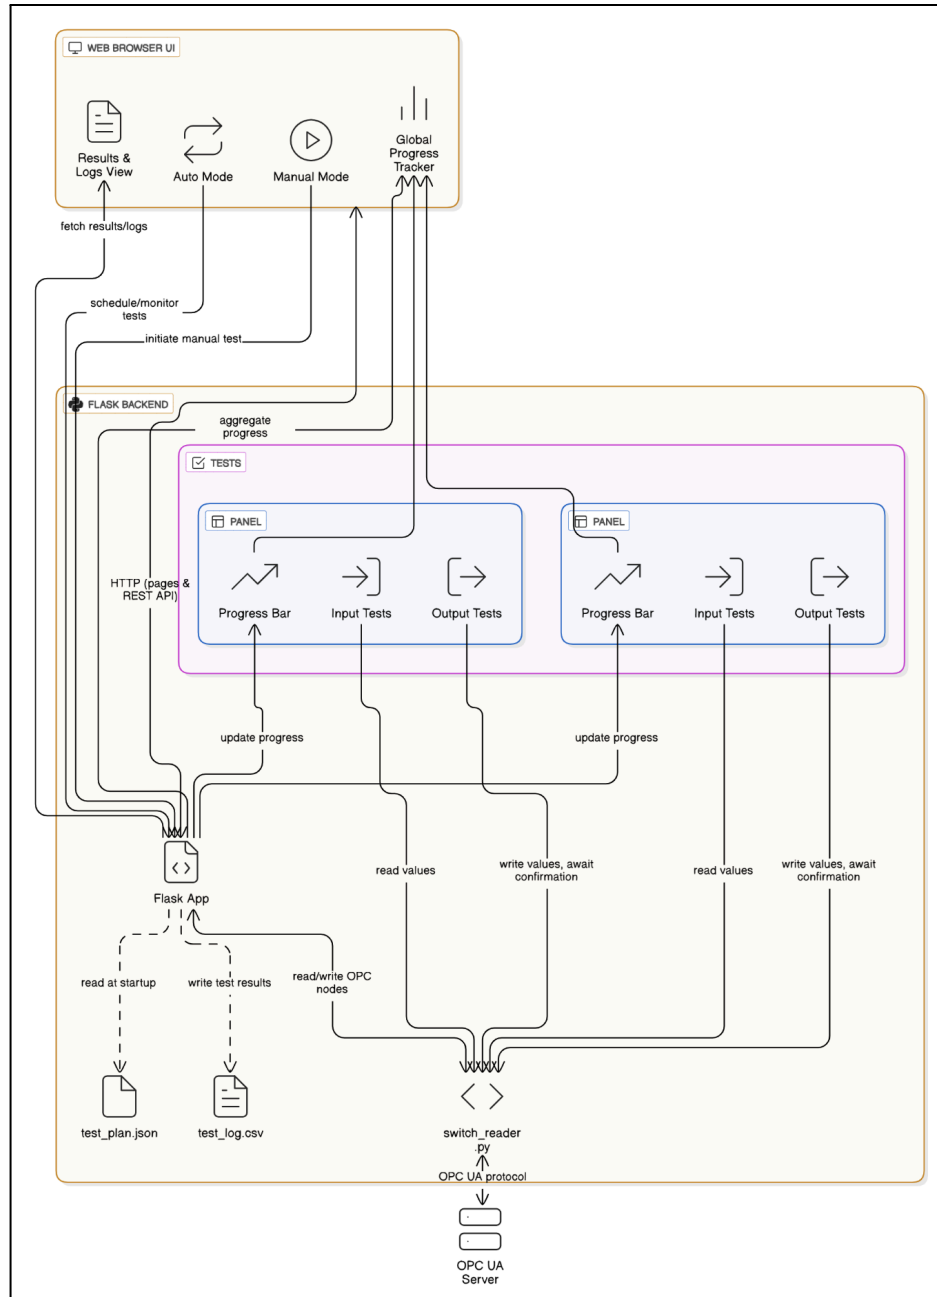 WEB BROWSER UI
Global
Progress
Tracker
Results &
Logs View
Auto Mode
Manual Mode
fetch results/logs
schedule/monitor
tests
initiate manual test
FLASK BACKEND
aggregate
progress
TESTS
PANEL
PANEL
HTTP (pages &
REST API)
Progress Bar
Input Tests
Output Tests
Progress Bar
Input Tests
Output Tests
update progress
update progress
read values
write values, await
confirmation
read values
write values, await
confirmation
Flask App
read at startup
write test results
read/write OPC
nodes
test_plan.json
test_log.csv
switch_reader
.py
OPC UA protocol
OPC UA
Server